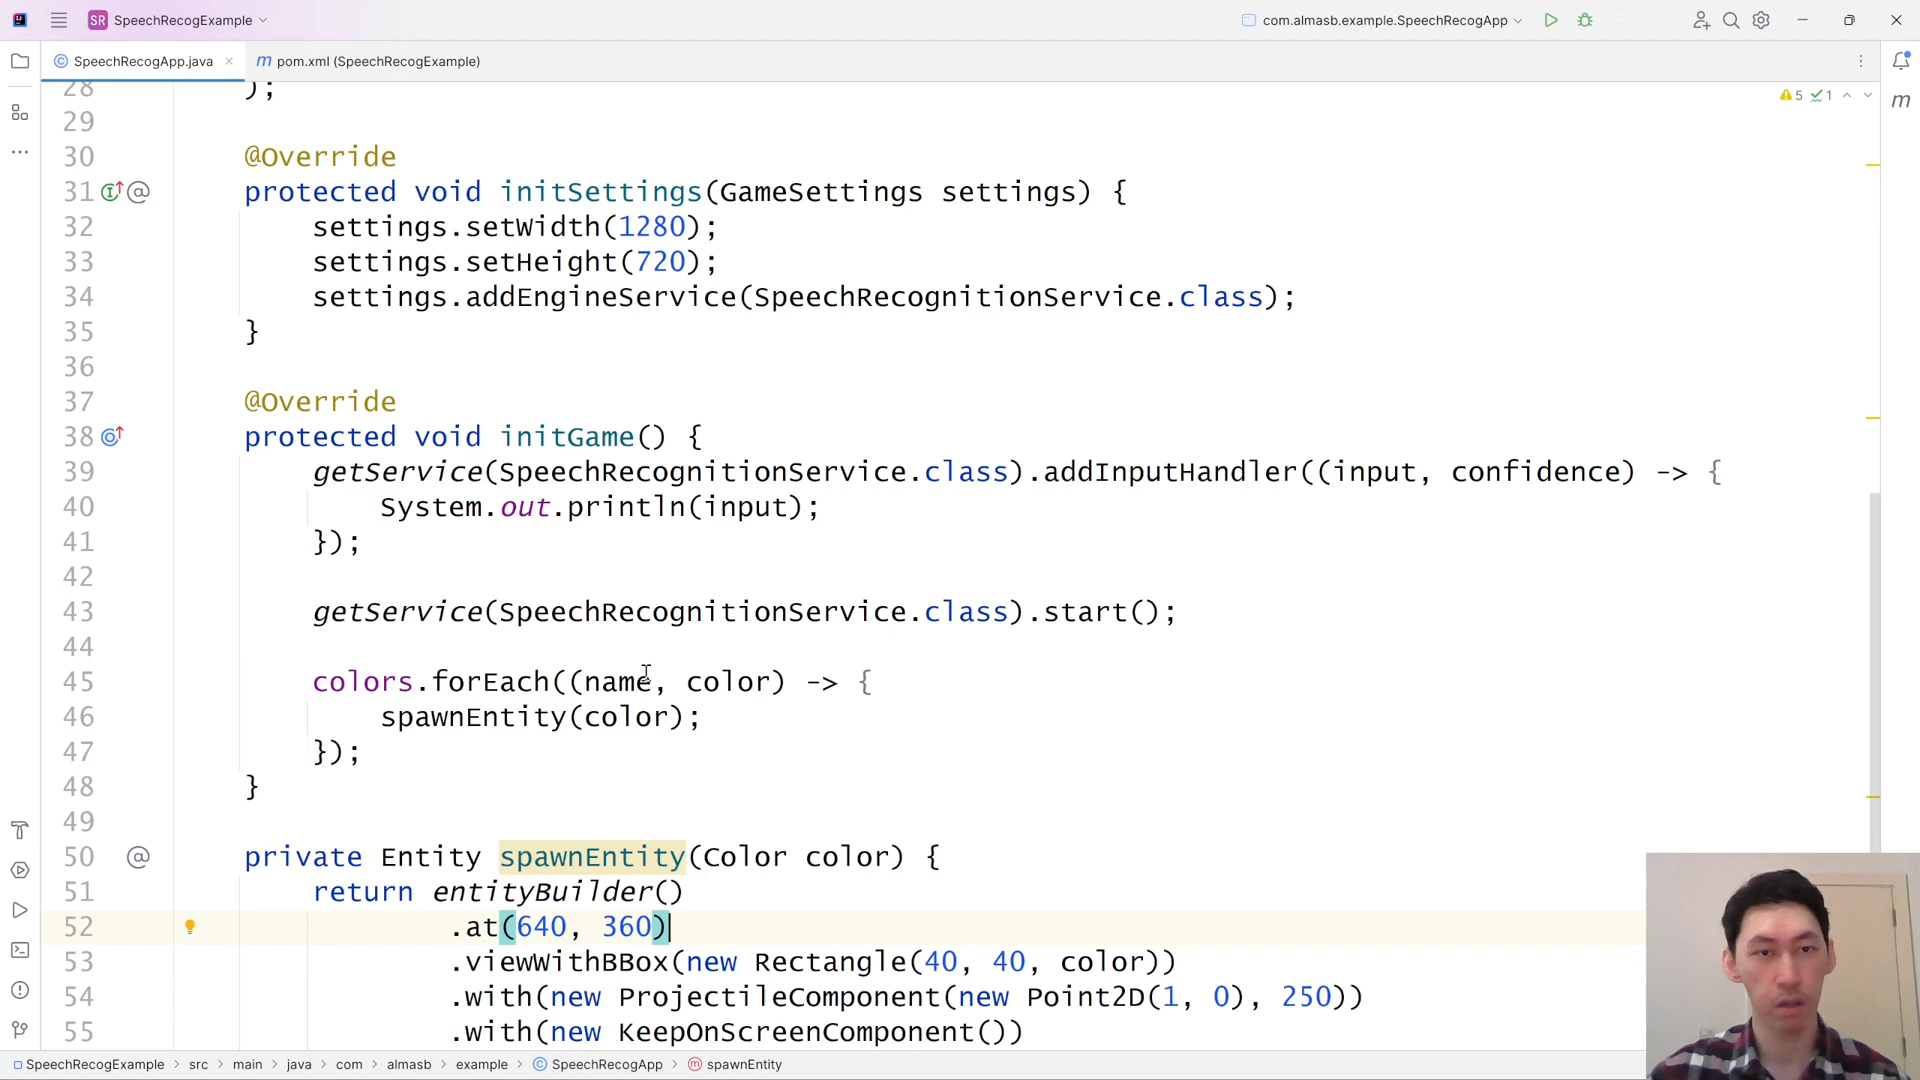 SR SpeechRecogExample
com.almasb.example.SpeechRecogApp
SpeechRecogApp.java
pom.xml (SpeechRecogExample)
5 1
28 );
29
30 @Override
31 protected void initSettings(GameSettings settings) {
32 settings.setWidth(1280);
33 settings.setHeight(720);
34 settings.addEngineService(SpeechRecognitionService.class);
35 }
36
37 @Override
38 protected void initGame() {
39 getService(SpeechRecognitionService.class).addInputHandler((input, confidence) -> {
40 System.out.println(input);
41 });
42
43 getService(SpeechRecognitionService.class).start();
44
45 colors.forEach((name, color) -> {
46 spawnEntity(color);
47 });
48 }
49
50 private Entity spawnEntity(Color color) {
51 return entityBuilder()
52 .at(640, 360)
53 .viewWithBBox(new Rectangle(40, 40, color))
54 .with(new ProjectileComponent(new Point2D(1, 0), 250))
55 .with(new KeepOnScreenComponent())
SpeechRecogExample > src > main > java > com > almasb > example > SpeechRecogApp > spawnEntity